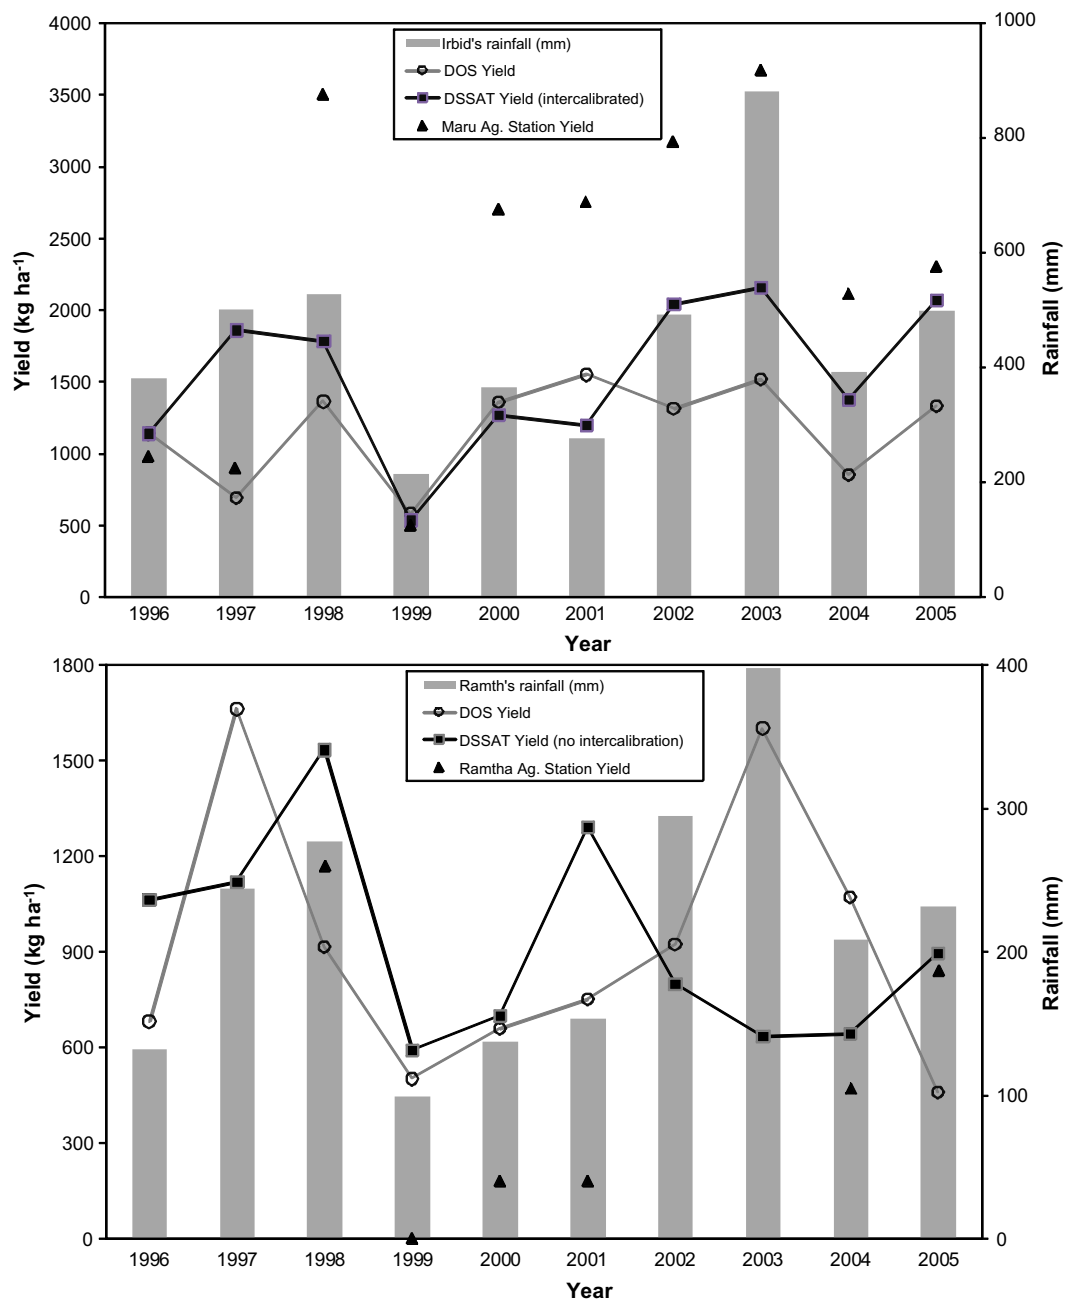 4000
3500
3000
2500
2000
1500
1000
500
0
Yield (kg ha-1)
Irbid's rainfall (mm)
DOS Yield
DSSAT Yield (intercalibrated)
Maru Ag. Station Yield
1000
800
600
400
200
0
Rainfall (mm)
1996 1997 1998 1999 2000 2001 2002 2003 2004 2005
Year
1800
1500
1200
900
600
300
0
Yield (kg ha-1)
Ramth's rainfall (mm)
DOS Yield
DSSAT Yield (no intercalibration)
Ramtha Ag. Station Yield
400
300
200
100
0
Rainfall (mm)
1996 1997 1998 1999 2000 2001 2002 2003 2004 2005
Year